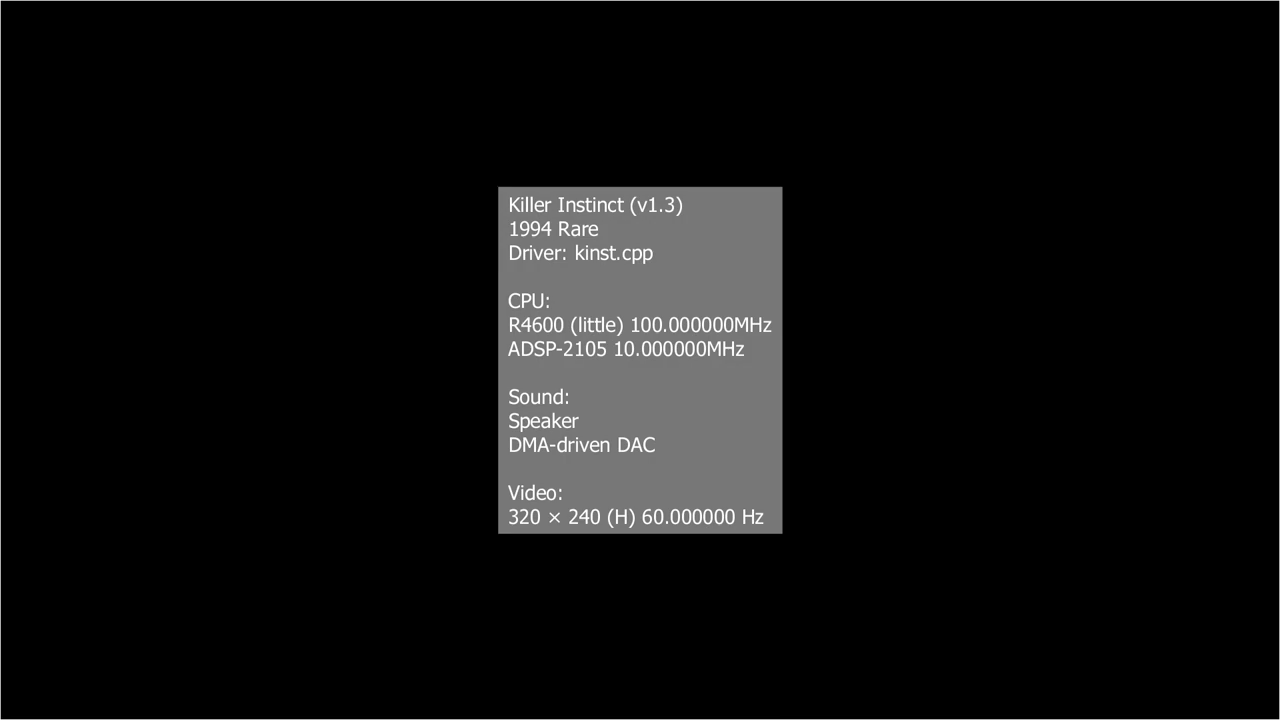 Killer Instinct (v1.3)
1994 Rare
Driver: kinst.cpp
CPU:
R4600 (little) 100.000000MHz
ADSP-2105 10.000000MHz
Sound:
Speaker
DMA-driven DAC
Video:
320 × 240 (H) 60.000000 Hz